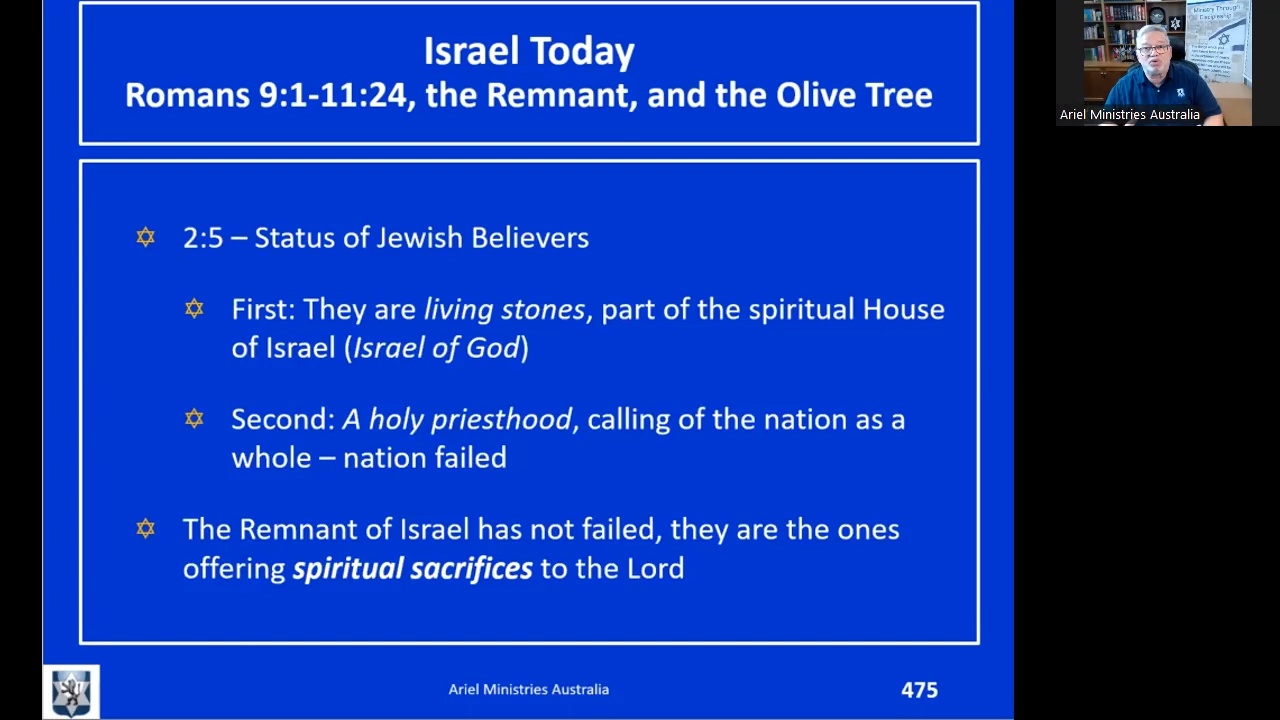 Israel Today
Romans 9:1-11:24, the Remnant, and the Olive Tree
2:5 – Status of Jewish Believers
First: They are living stones, part of the spiritual House
of Israel (Israel of God)
Second: A holy priesthood, calling of the nation as a
whole – nation failed
The Remnant of Israel has not failed, they are the ones
offering spiritual sacrifices to the Lord
Ariel Ministries Australia
475
Ministry Through
Discipleship
Ariel Ministries Australia